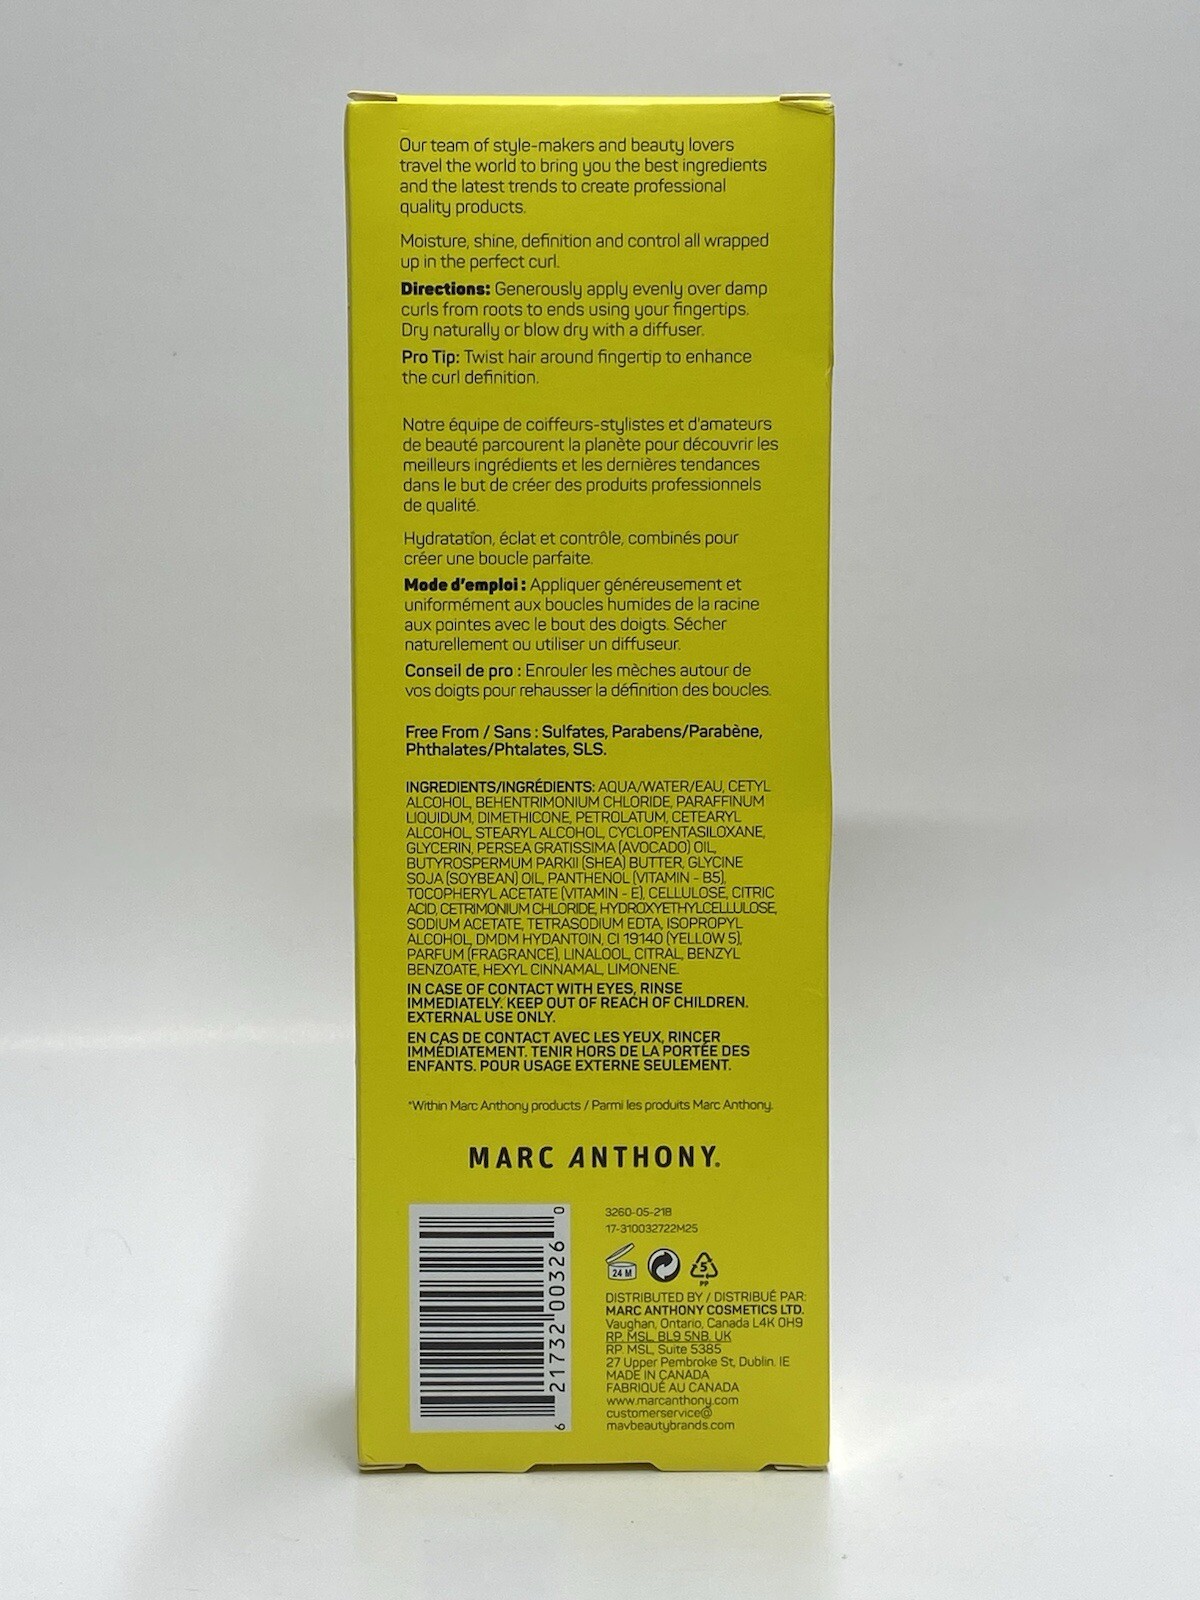 Our team of style-makers and beauty lovers
travel the world to bring you the best ingredients
and the latest trends to create professional
quality products.
Moisture, shine, definition and control all wrapped
up in the perfect curl.
Directions: Generously apply evenly over damp
curls from roots to ends using your fingertips.
Dry naturally or blow dry with a diffuser.
Pro Tip: Twist hair around fingertip to enhance
the curl definition.
Notre équipe de coiffeurs-stylistes et d'amateurs
de beauté parcourent la planète pour découvrir les
meilleurs ingrédients et les dernières tendances
dans le but de créer des produits professionnels
de qualité.
Hydratation, éclat et contrôle, combinés pour
créer une boucle parfaite.
Mode d'emploi : Appliquer généreusement et
uniformément aux boucles humides de la racine
aux pointes avec le bout des doigts. Sécher
naturellement ou utiliser un diffuseur.
Conseil de pro : Enrouler les mèches autour de
vos doigts pour rehausser la définition des boucles.
Free From / Sans : Sulfates, Parabens/Parabène,
Phthalates/Phtalates, SLS.
INGREDIENTS/INGRÉDIENTS: AQUA/WATER/EAU, CETYL
ALCOHOL, BEHENTRIMONIUM CHLORIDE, PARAFFINUM
LIQUIDUM, DIMETHICONE, PETROLATUM, CETEARYL
ALCOHOL, STEARYL ALCOHOL, CYCLOPENTASILOXANE,
GLYCERIN, PERSEA GRATISSIMA (AVOCADO) OIL,
BUTYROSPERMUM PARKII (SHEA) BUTTER, GLYCINE
SOJA (SOYBEAN) OIL, PANTHENOL (VITAMIN - B5),
TOCOPHERYL ACETATE (VITAMIN - E), CELLULOSE, CITRIC
ACID, CETRIMONIUM CHLORIDE, HYDROXYETHYLCELLULOSE,
SODIUM ACETATE, TETRASODIUM EDTA, ISOPROPYL
ALCOHOL, DMDM HYDANTOIN, CI 19140 (YELLOW 5),
PARFUM (FRAGRANCE), LINALOOL, CITRAL, BENZYL
BENZOATE, HEXYL CINNAMAL, LIMONENE.
IN CASE OF CONTACT WITH EYES, RINSE
IMMEDIATELY. KEEP OUT OF REACH OF CHILDREN.
EXTERNAL USE ONLY.
EN CAS DE CONTACT AVEC LES YEUX, RINCER
IMMÉDIATEMENT. TENIR HORS DE LA PORTÉE DES
ENFANTS. POUR USAGE EXTERNE SEULEMENT.
*Within Marc Anthony products / Parmi les produits Marc Anthony.
MARC ANTHONY®
6 21732 00326 0
3260-05-21B
17-310032722M25
24 M
5
PP
DISTRIBUTED BY / DISTRIBUÉ PAR:
MARC ANTHONY COSMETICS LTD.
Vaughan, Ontario, Canada L4K 0H9
RP. MSL. BL9 5NB. UK
RP MSL, Suite 5385
27 Upper Pembroke St, Dublin. IE
MADE IN CANADA
FABRIQUÉ AU CANADA
www.marcanthony.com
customerservice@
mavbeautybrands.com